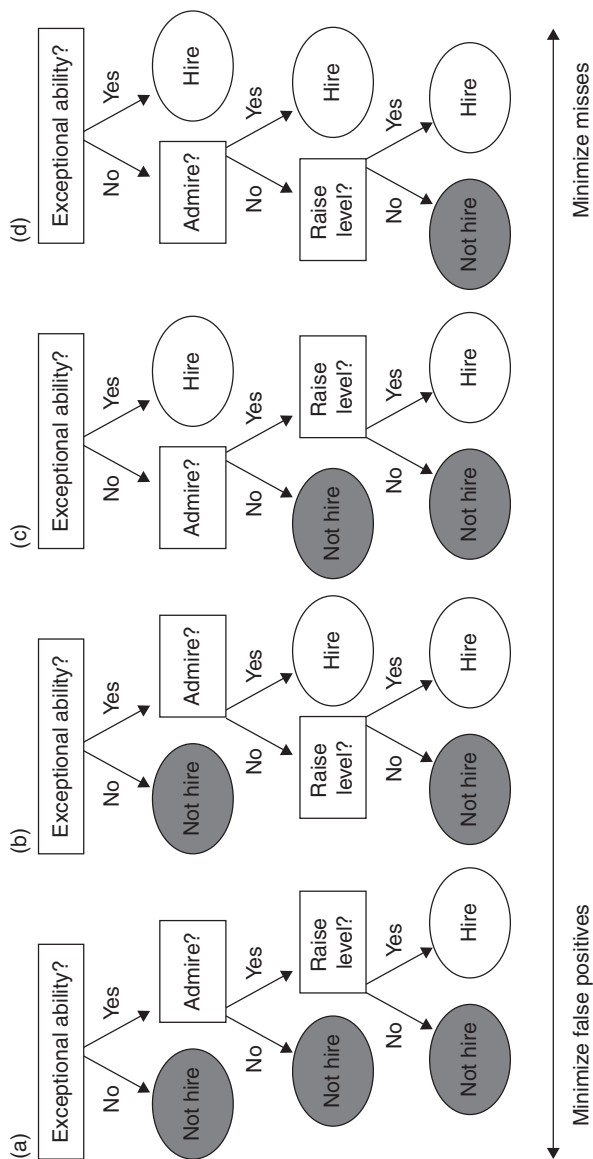 (a)
Exceptional ability?
No
Yes
Not hire
Admire?
No
Yes
Not hire
Raise
level?
No
Yes
Not hire
Hire
(b)
Exceptional ability?
No
Yes
Not hire
Admire?
No
Yes
Raise
level?
Hire
No
Yes
Not hire
Hire
(c)
Exceptional ability?
No
Yes
Admire?
Hire
No
Yes
Not hire
Raise
level?
No
Yes
Not hire
Hire
(d)
Exceptional ability?
No
Yes
Admire?
Hire
No
Yes
Raise
level?
Hire
No
Yes
Not hire
Hire
Minimize false positives
Minimize misses